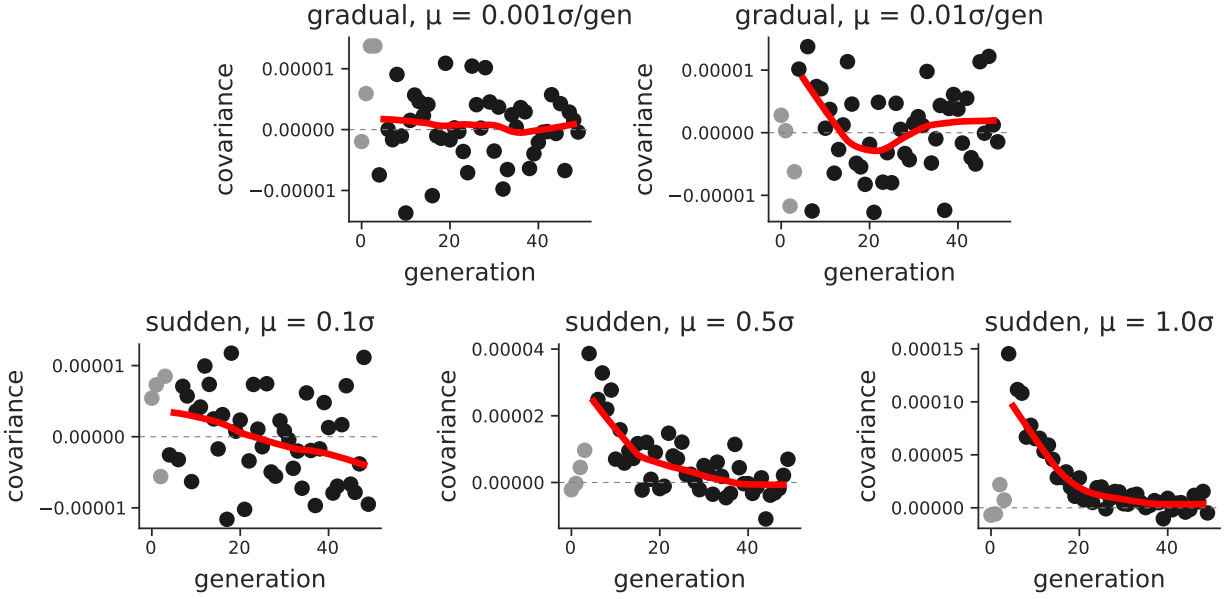 gradual, μ = 0.001σ/gen
gradual, μ = 0.01σ/gen
covariance
0.00001
0.00000
−0.00001
0
20
40
generation
covariance
0.00001
0.00000
−0.00001
0
20
40
generation
sudden, μ = 0.1σ
sudden, μ = 0.5σ
sudden, μ = 1.0σ
covariance
0.00001
0.00000
−0.00001
0
20
40
generation
covariance
0.00004
0.00002
0.00000
0
20
40
generation
covariance
0.00015
0.00010
0.00005
0.00000
0
20
40
generation